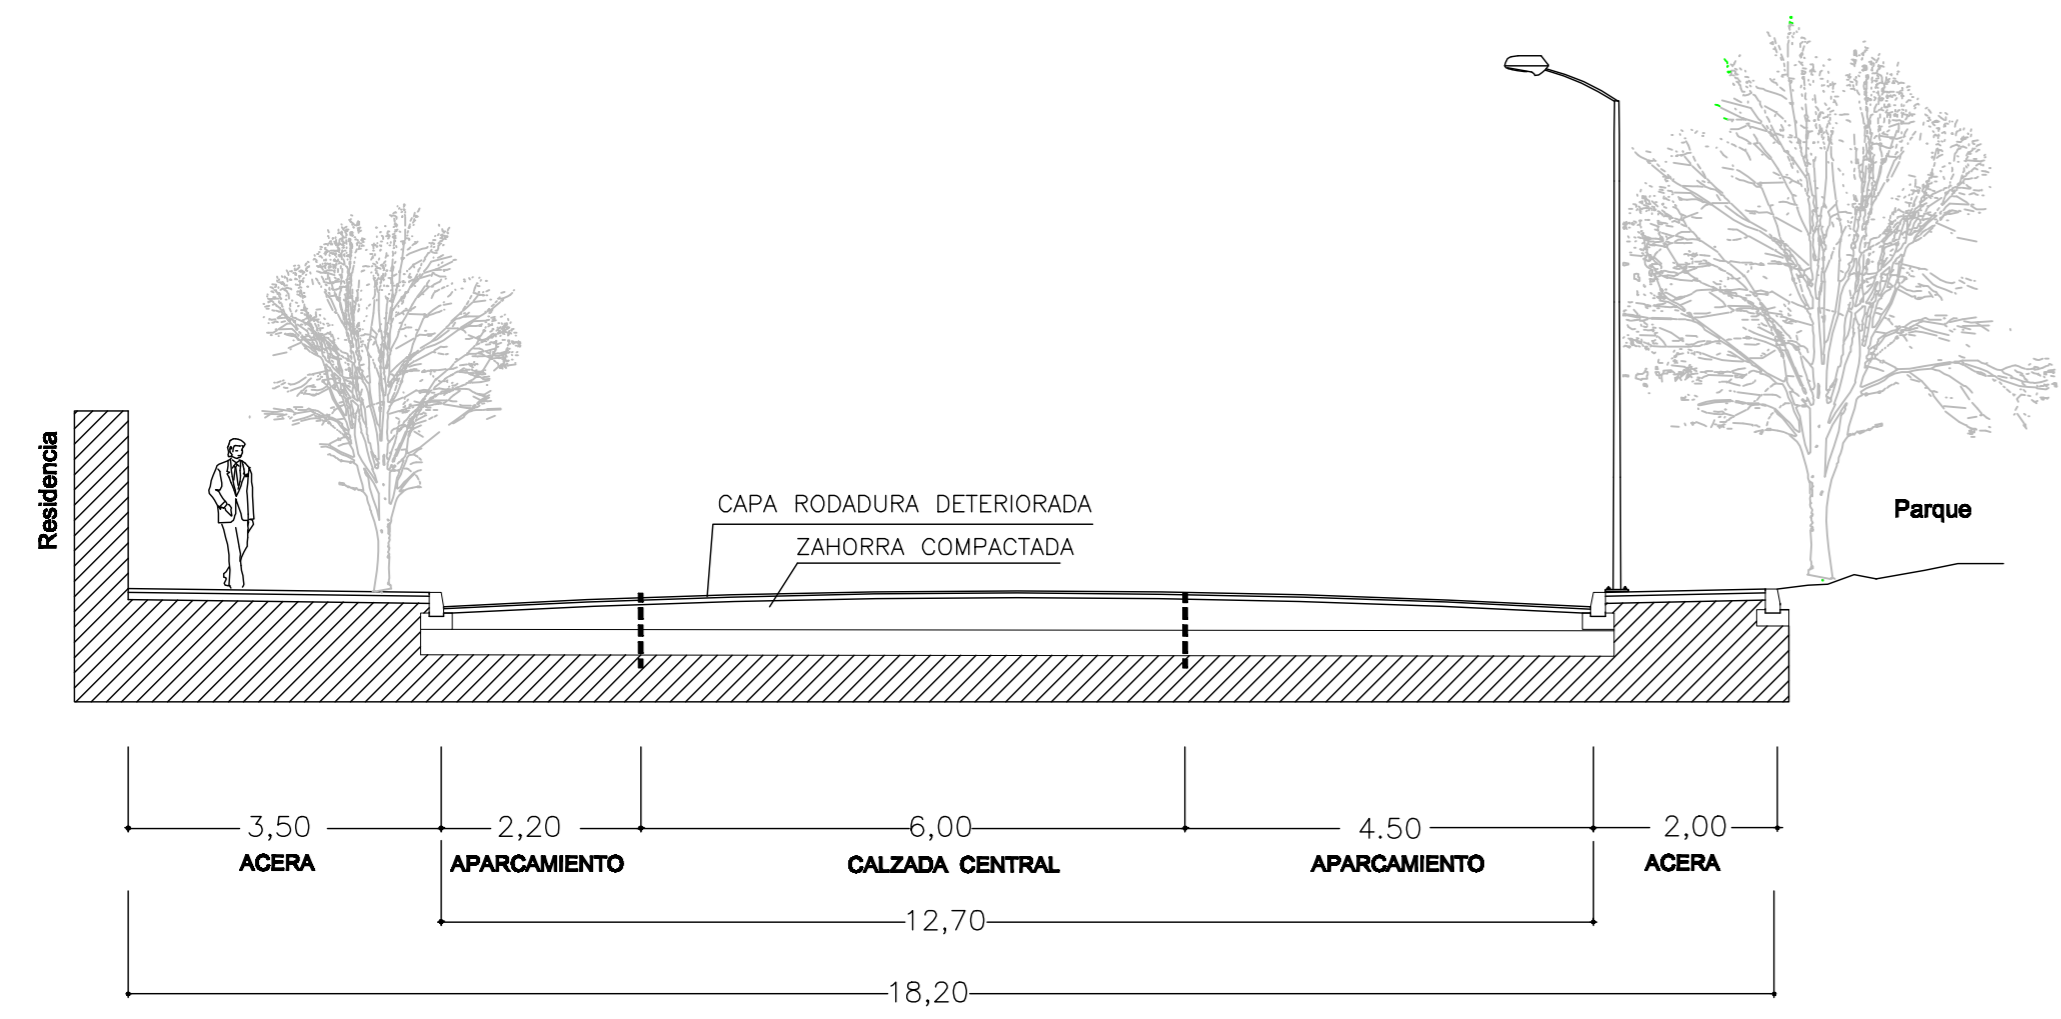 Residencia
CAPA RODADURA DETERIORADA
ZAHORRA COMPACTADA
Parque
3,50 2,20 6,00 4.50 2,00
ACERA APARCAMIENTO CALZADA CENTRAL APARCAMIENTO ACERA
12,70
18,20